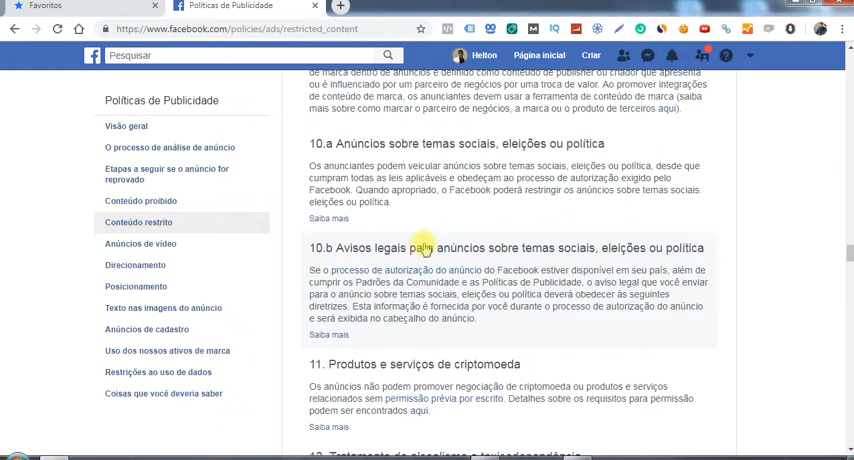 Favoritos
Políticas de Publicidade
https://www.facebook.com/policies/ads/restricted_content
Pesquisar
Helton
Página inicial
Criar
Políticas de Publicidade
Visão geral
O processo de análise de anúncio
Etapas a seguir se o anúncio for
reprovado
Conteúdo proibido
Conteúdo restrito
Anúncios de vídeo
Direcionamento
Posicionamento
Texto nas imagens do anúncio
Anúncios de cadastro
Uso dos nossos ativos de marca
Restrições ao uso de dados
Coisas que você deveria saber
de marca dentro de anúncios é definido como conteúdo de publisher ou criador que apresenta
ou é influenciado por um parceiro de negócios por uma troca de valor. Ao promover integrações
de conteúdo de marca, os anunciantes devem usar a ferramenta de conteúdo de marca (saiba
mais sobre como marcar o parceiro de negócios, a marca ou o produto de terceiros aqui).
10.a Anúncios sobre temas sociais, eleições ou política
Os anunciantes podem veicular anúncios sobre temas sociais, eleições ou política, desde que
cumpram todas as leis aplicáveis e obedeçam ao processo de autorização exigido pelo
Facebook. Quando apropriado, o Facebook poderá restringir os anúncios sobre temas sociais.
eleições ou política.
Saiba mais
10.b Avisos legais para anúncios sobre temas sociais, eleições ou política
Se o processo de autorização do anúncio do Facebook estiver disponível em seu país, além de
cumprir os Padrões da Comunidade e as Políticas de Publicidade, o aviso legal que você enviar
para o anúncio sobre temas sociais, eleições ou política deverá obedecer às seguintes
diretrizes. Esta informação é fornecida por você durante o processo de autorização do anúncio
e será exibida no cabeçalho do anúncio.
Saiba mais
11. Produtos e serviços de criptomoeda
Os anúncios não podem promover negociação de criptomoeda ou produtos e serviços
relacionados sem permissão prévia por escrito. Detalhes sobre os requisitos para permissão
podem ser encontrados aqui.
Saiba mais
12. Tratamento de alcoolismo e toxicodependência